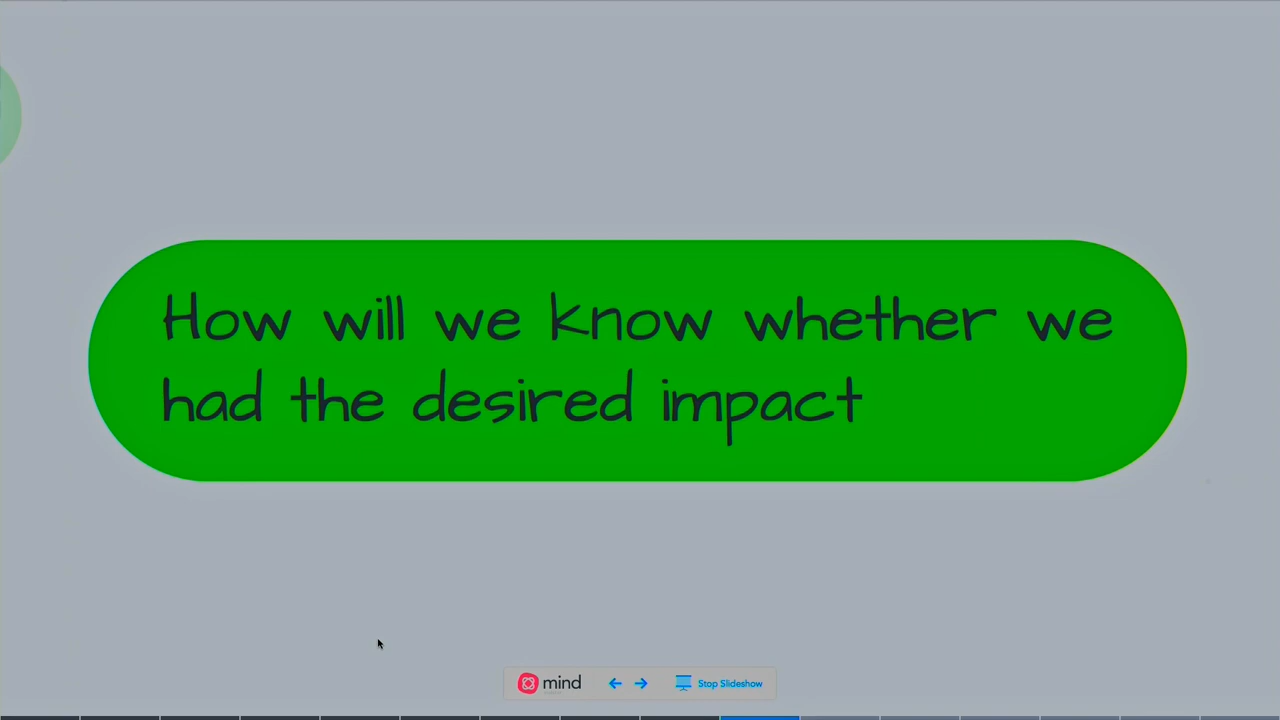 How will we know whether we
had the desired impact
mind
Stop Slideshow